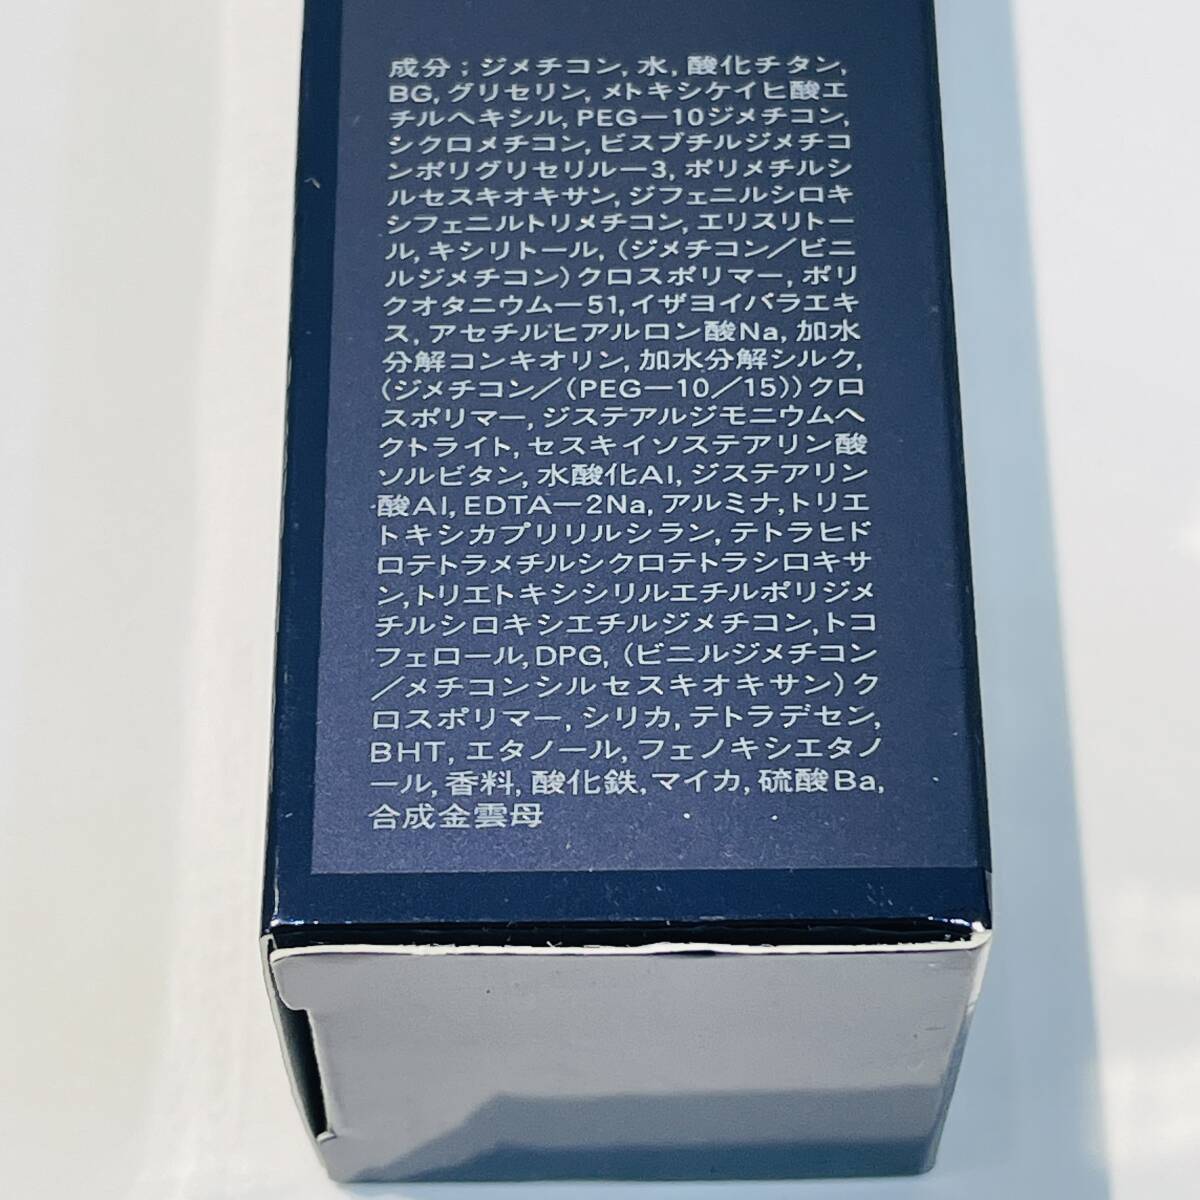 成分；ジメチコン, 水, 酸化チタン,
BG, グリセリン, メトキシケイヒ酸エ
チルヘキシル, PEG－10ジメチコン,
シクロメチコン, ビスブチルジメチコ
ンポリグリセリル－3, ポリメチルシ
ルセスキオキサン, ジフェニルシロキ
シフェニルトリメチコン, エリスリトー
ル, キシリトール, (ジメチコン／ビニ
ルジメチコン)クロスポリマー, ポリ
クオタニウム－51, イザヨイバラエキ
ス, アセチルヒアルロン酸Na, 加水
分解コンキオリン, 加水分解シルク,
(ジメチコン／(PEG－10／15))クロ
スポリマー, ジステアルジモニウムヘ
クトライト, セスキイソステアリン酸
ソルビタン, 水酸化Al, ジステアリン
酸Al, EDTA－2Na, アルミナ, トリエ
トキシカプリリルシラン, テトラヒド
ロテトラメチルシクロテトラシロキサ
ン, トリエトキシシリルエチルポリジメ
チルシロキシエチルジメチコン, トコ
フェロール, DPG, (ビニルジメチコン
／メチコンシルセスキオキサン)ク
ロスポリマー, シリカ, テトラデセン,
BHT, エタノール, フェノキシエタノ
ール, 香料, 酸化鉄, マイカ, 硫酸Ba,
合成金雲母